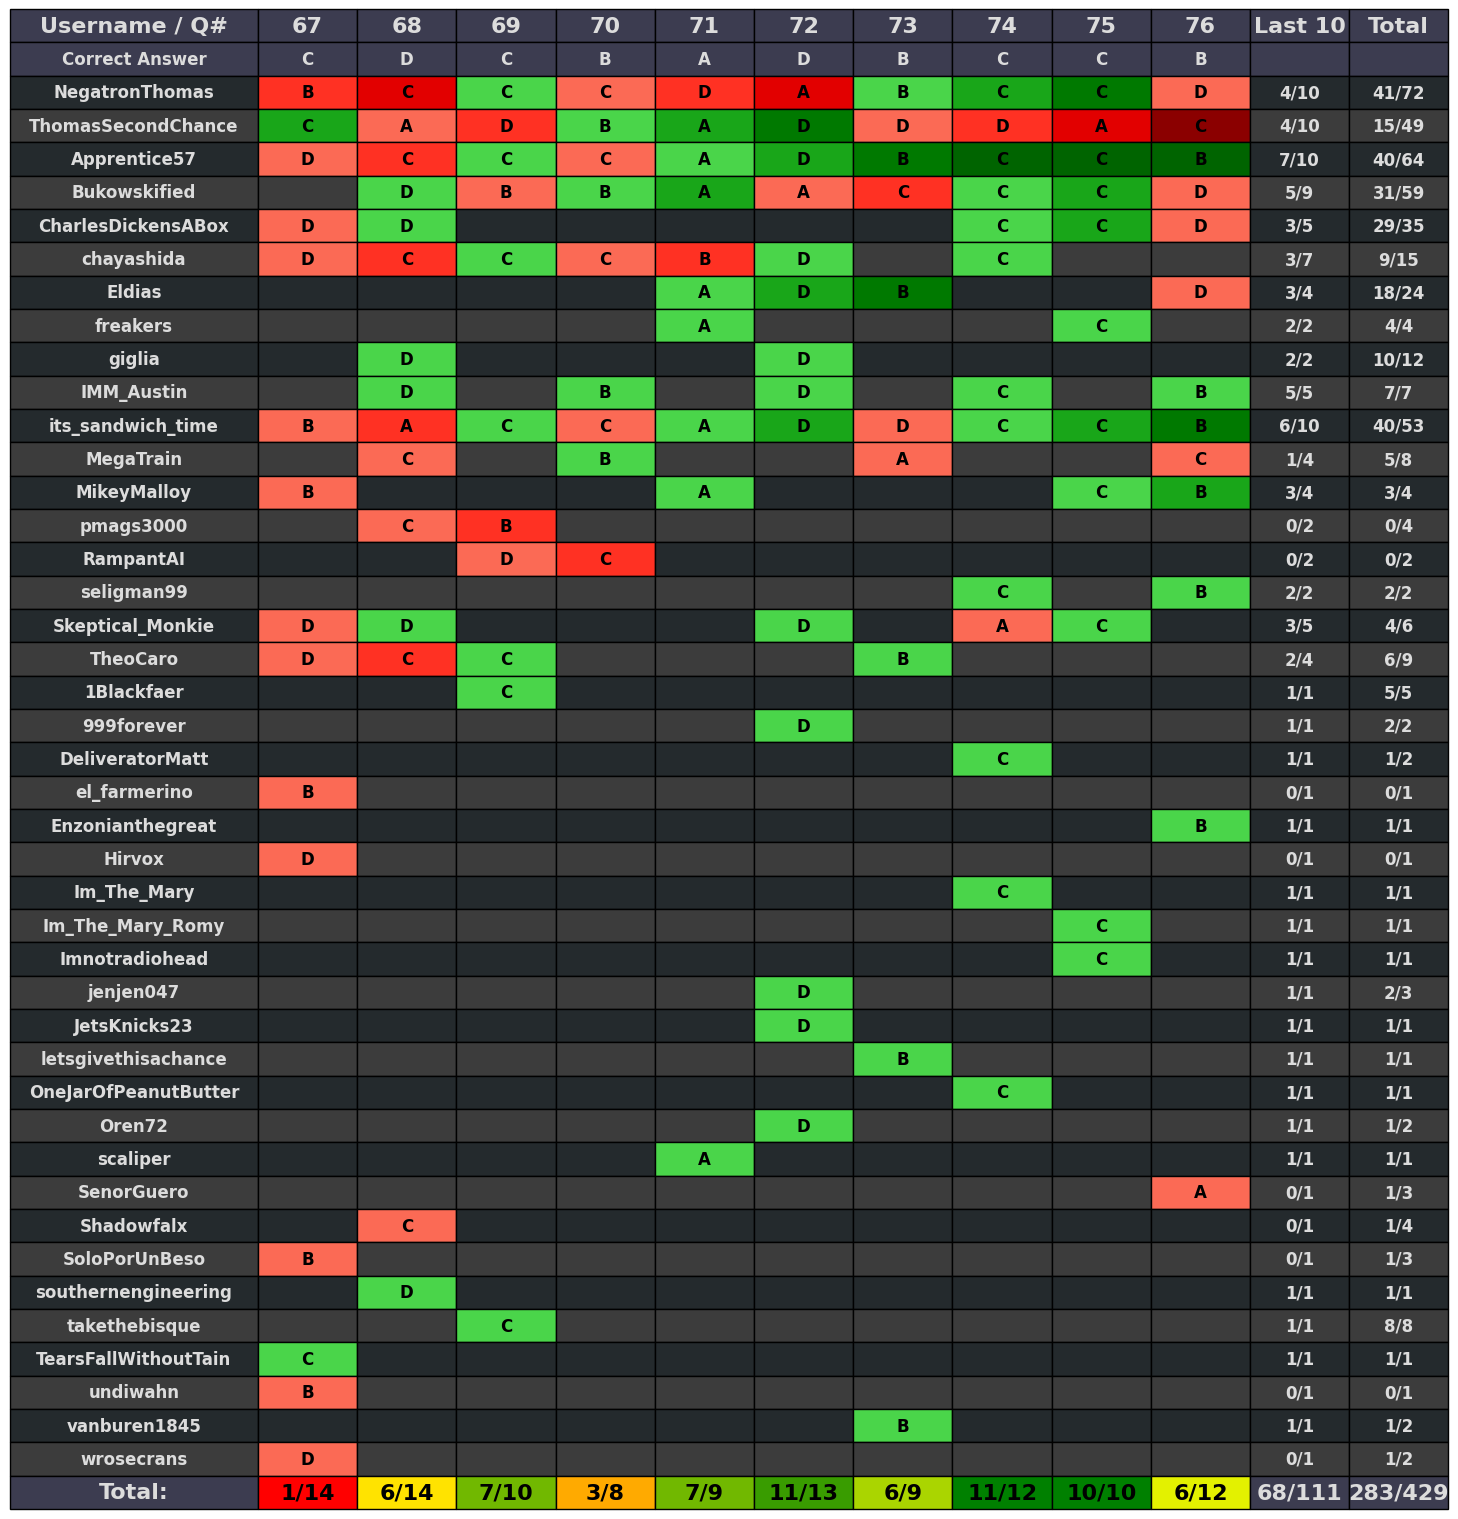 Username / Q# 67 68 69 70 71 72 73 74 75 76 Last 10 Total
Correct Answer C D C B A D B C C B
NegatronThomas B C C C D A B C C D 4/10 41/72
ThomasSecondChance C A D B A D D D A C 4/10 15/49
Apprentice57 D C C C A D B C C B 7/10 40/64
Bukowskified D B B A A C C C D 5/9 31/59
CharlesDickensABox D D C C D 3/5 29/35
chayashida D C C C B D C 3/7 9/15
Eldias A D B D 3/4 18/24
freakers A C 2/2 4/4
giglia D D 2/2 10/12
IMM_Austin D B D C B 5/5 7/7
its_sandwich_time B A C C A D D C C B 6/10 40/53
MegaTrain C B A C 1/4 5/8
MikeyMalloy B A C B 3/4 3/4
pmags3000 C B 0/2 0/4
RampantAI D C 0/2 0/2
seligman99 C B 2/2 2/2
Skeptical_Monkie D D D A C 3/5 4/6
TheoCaro D C C B 2/4 6/9
1Blackfaer C 1/1 5/5
999forever D 1/1 2/2
DeliveratorMatt C 1/1 1/2
el_farmerino B 0/1 0/1
Enzonianthegreat B 1/1 1/1
Hirvox D 0/1 0/1
Im_The_Mary C 1/1 1/1
Im_The_Mary_Romy C 1/1 1/1
Imnotradiohead C 1/1 1/1
jenjen047 D 1/1 2/3
JetsKnicks23 D 1/1 1/1
letsgivethisachance B 1/1 1/1
OneJarOfPeanutButter C 1/1 1/1
Oren72 D 1/1 1/2
scaliper A 1/1 1/1
SenorGuero A 0/1 1/3
Shadowfalx C 0/1 1/4
SoloPorUnBeso B 0/1 1/3
southernengineering D 1/1 1/1
takethebisque C 1/1 8/8
TearsFallWithoutTain C 1/1 1/1
undiwahn B 0/1 0/1
vanburen1845 B 1/1 1/2
wrosecrans D 0/1 1/2
Total: 1/14 6/14 7/10 3/8 7/9 11/13 6/9 11/12 10/10 6/12 68/111 283/429